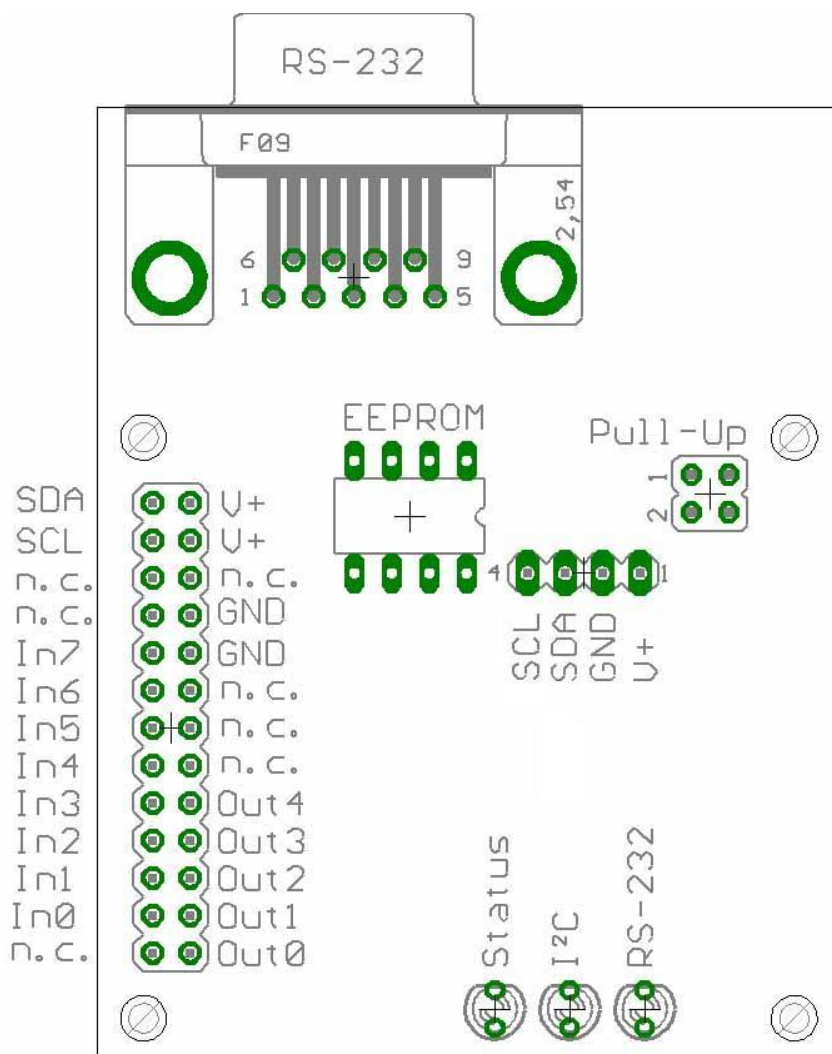 RS-232
F09
2,54
6 9
1 5
EEPROM
Pull-Up
1
2
SDA V+
SCL V+
n.c. n.c.
n.c. GND
In7 GND
In6 n.c.
In5 n.c.
In4 n.c.
In3 Out4
In2 Out3
In1 Out2
In0 Out1
n.c. Out0
4 1
SCL
SDA
GND
V+
Status
I²C
RS-232